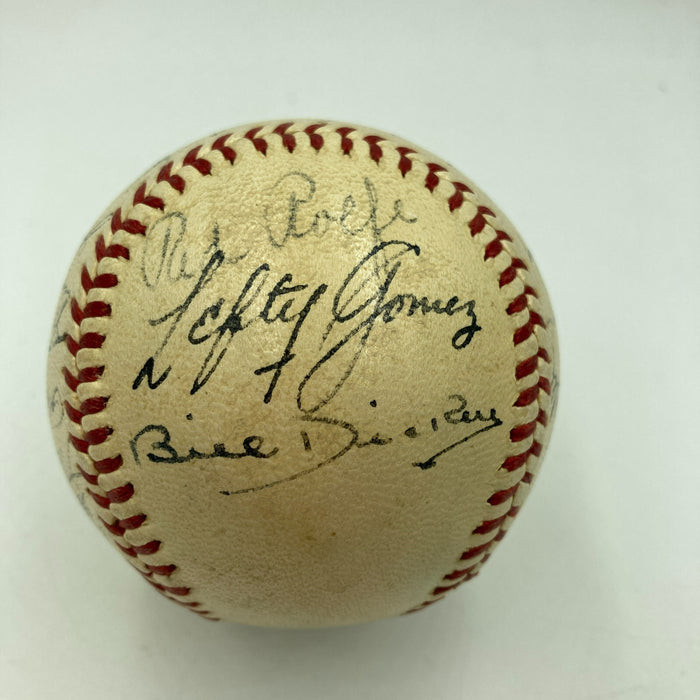 Red Rolfe
Lefty Gomez
Bill Dickey